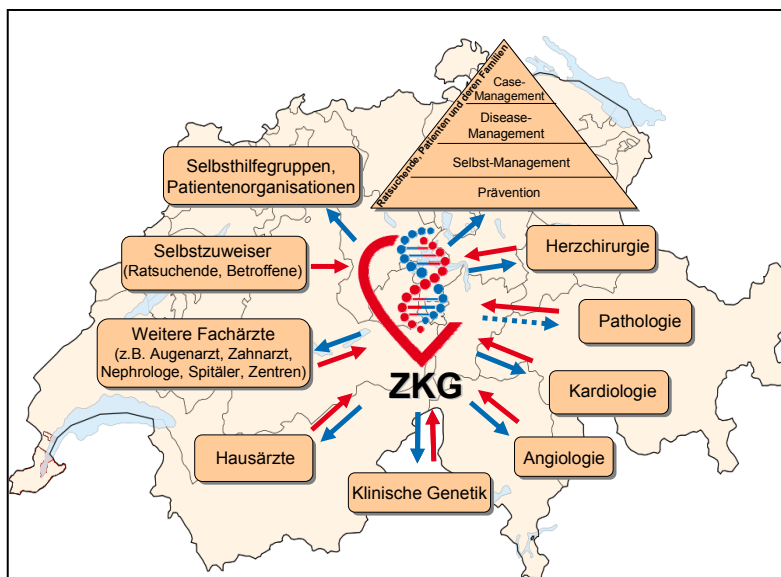 Ratsuchende, Patienten und deren Familien
Case-
Management
Disease-
Management
Selbst-Management
Prävention
Selbsthilfegruppen,
Patientenorganisationen
Selbstzuweiser
(Ratsuchende, Betroffene)
Herzchirurgie
Weitere Fachärzte
(z.B. Augenarzt, Zahnarzt,
Nephrologe, Spitäler, Zentren)
Pathologie
ZKG
Kardiologie
Hausärzte
Angiologie
Klinische Genetik